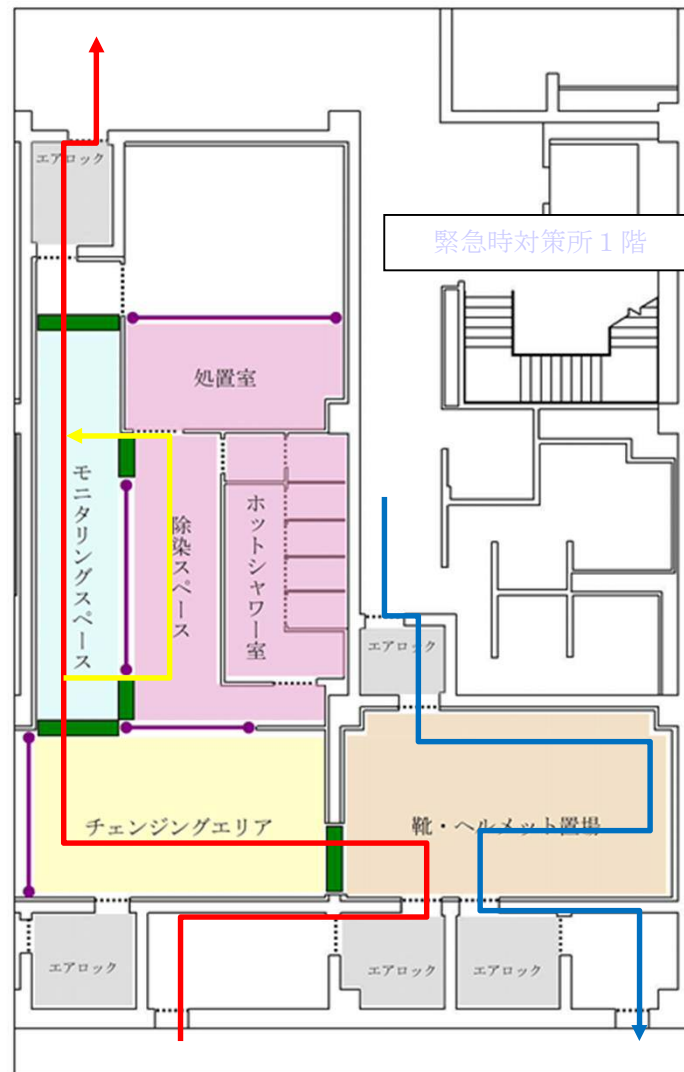 エアロック
緊急時対策所1階
処置室
モニタリングスペース
除染スペース
ホットシャワー室
エアロック
チェンジングエリア
靴・ヘルメット置場
エアロック
エアロック
エアロック